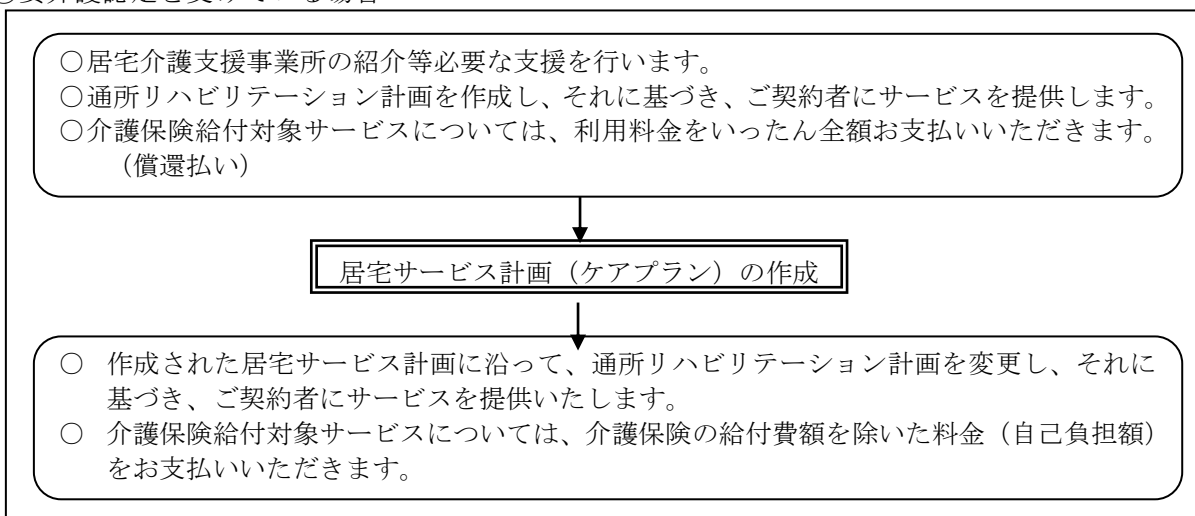 ○居宅介護支援事業所の紹介等必要な支援を行います。
○通所リハビリテーション計画を作成し、それに基づき、ご契約者にサービスを提供します。
○介護保険給付対象サービスについては、利用料金をいったん全額お支払いいただきます。
（償還払い）
居宅サービス計画（ケアプラン）の作成
○ 作成された居宅サービス計画に沿って、通所リハビリテーション計画を変更し、それに
基づき、ご契約者にサービスを提供いたします。
○ 介護保険給付対象サービスについては、介護保険の給付費額を除いた料金（自己負担額）
をお支払いいただきます。